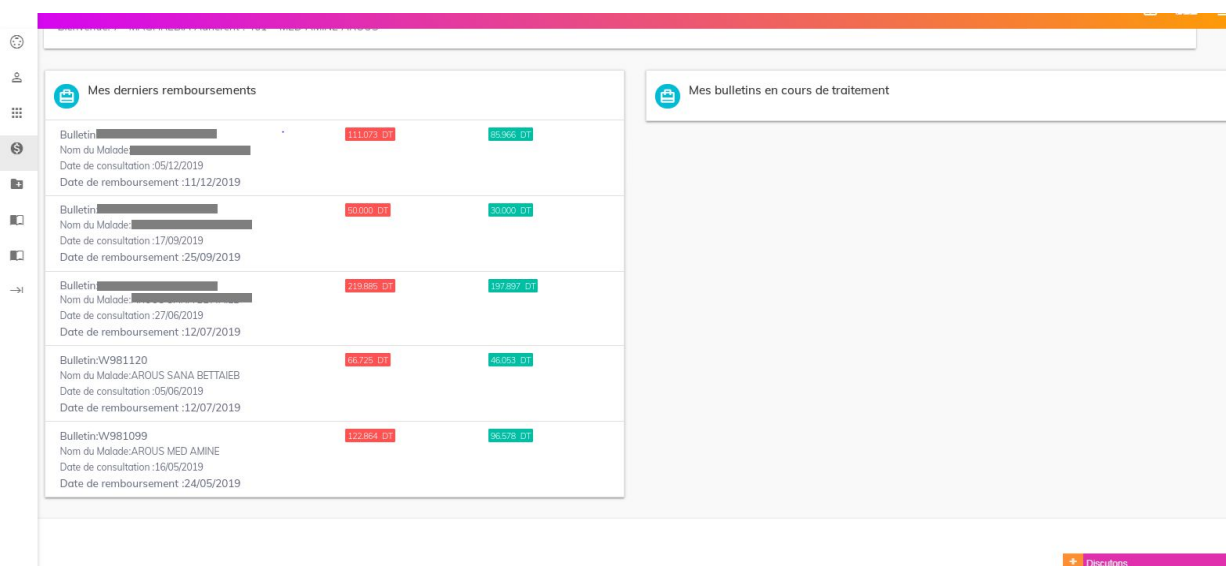 Mes derniers remboursements
Mes bulletins en cours de traitement
Bulletin
111.073 DT
85.966 DT
Nom du Malade:
Date de consultation :05/12/2019
Date de remboursement :11/12/2019
Bulletin:
50.000 DT
30.000 DT
Nom du Malade:
Date de consultation :17/09/2019
Date de remboursement :25/09/2019
Bulletin:
219.885 DT
197.897 DT
Nom du Malade:
Date de consultation :27/06/2019
Date de remboursement :12/07/2019
Bulletin:W981120
66.725 DT
46.053 DT
Nom du Malade:AROUS SANA BETTAIEB
Date de consultation :05/06/2019
Date de remboursement :12/07/2019
Bulletin:W981099
122.864 DT
96.578 DT
Nom du Malade:AROUS MED AMINE
Date de consultation :16/05/2019
Date de remboursement :24/05/2019
Discutons